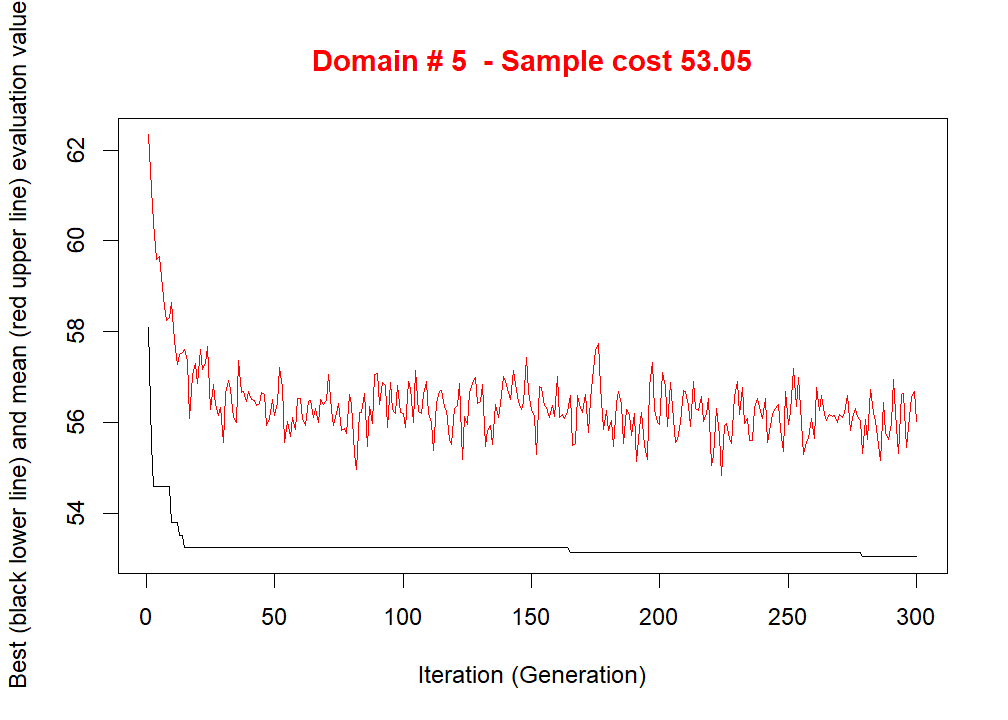 Domain # 5  - Sample cost 53.05
Best (black lower line) and mean (red upper line) evaluation value
62
60
58
56
54
0 50 100 150 200 250 300
Iteration (Generation)